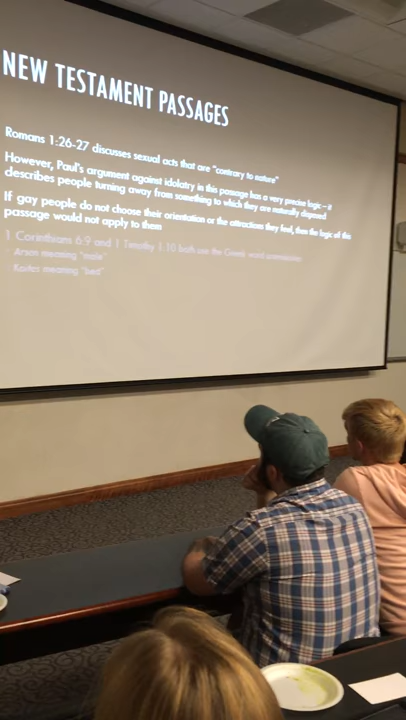 NEW TESTAMENT PASSAGES
Romans 1:26-27 discusses sexual acts that are "contrary to nature"
However, Paul's argument against idolatry in this passage has a very precise logic – it
describes people turning away from something to which they are naturally disposed
If gay people do not choose their orientation or the attractions they feel, then the logic of this
passage would not apply to them
1 Corinthians 6:9 and 1 Timothy 1:10 both use the Greek word
Arsen meaning "male"
Koites meaning "bed"